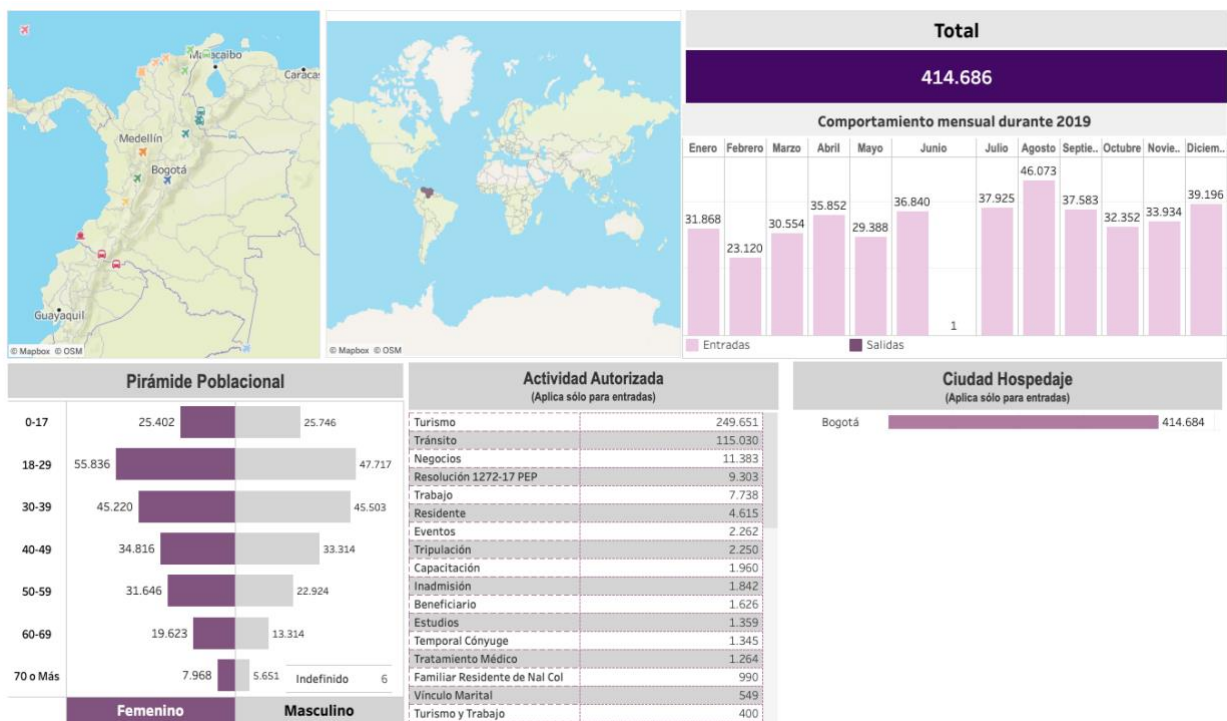 Maracaibo
Caracas
Medellín
Bogotá
Guayaquil
© Mapbox © OSM
© Mapbox © OSM
Total
414.686
Comportamiento mensual durante 2019
Enero Febrero Marzo Abril Mayo Junio Julio Agosto Septie.. Octubre Novie.. Diciem..
31.868 23.120 30.554 35.852 29.388 36.840 1 37.925 46.073 37.583 32.352 33.934 39.196
Entradas Salidas
Pirámide Poblacional
0-17 25.402 25.746
18-29 55.836 47.717
30-39 45.220 45.503
40-49 34.816 33.314
50-59 31.646 22.924
60-69 19.623 13.314
70 o Más 7.968 5.651 Indefinido 6
Femenino Masculino
Actividad Autorizada
(Aplica sólo para entradas)
Turismo 249.651
Tránsito 115.030
Negocios 11.383
Resolución 1272-17 PEP 9.303
Trabajo 7.738
Residente 4.615
Eventos 2.262
Tripulación 2.250
Capacitación 1.960
Inadmisión 1.842
Beneficiario 1.626
Estudios 1.359
Temporal Cónyuge 1.345
Tratamiento Médico 1.264
Familiar Residente de Nal Col 990
Vínculo Marital 549
Turismo y Trabajo 400
Ciudad Hospedaje
(Aplica sólo para entradas)
Bogotá 414.684